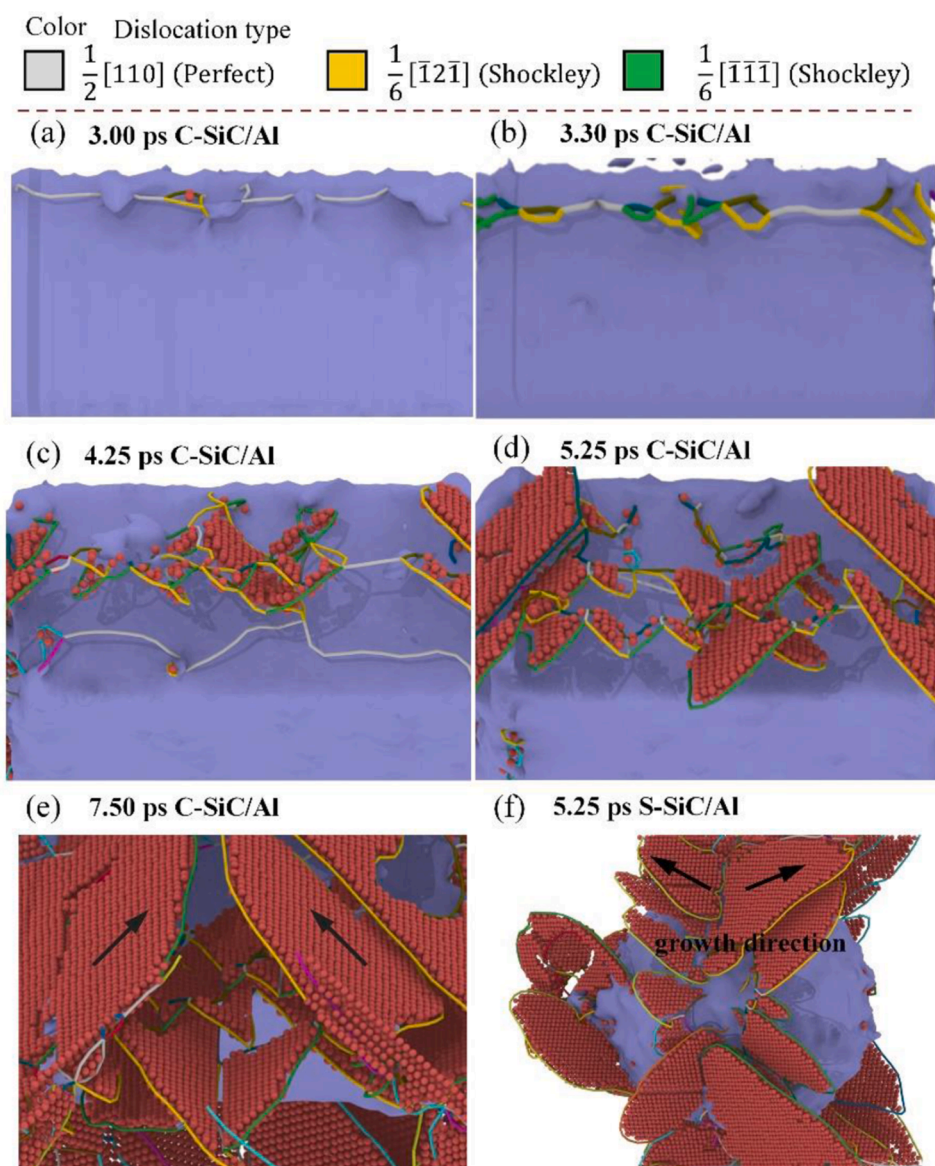 Color Dislocation type
1/2 [110] (Perfect) 1/6 [1̄21̄] (Shockley) 1/6 [1̄1̄1̄] (Shockley)
(a) 3.00 ps C-SiC/Al (b) 3.30 ps C-SiC/Al
(c) 4.25 ps C-SiC/Al (d) 5.25 ps C-SiC/Al
(e) 7.50 ps C-SiC/Al (f) 5.25 ps S-SiC/Al
growth direction